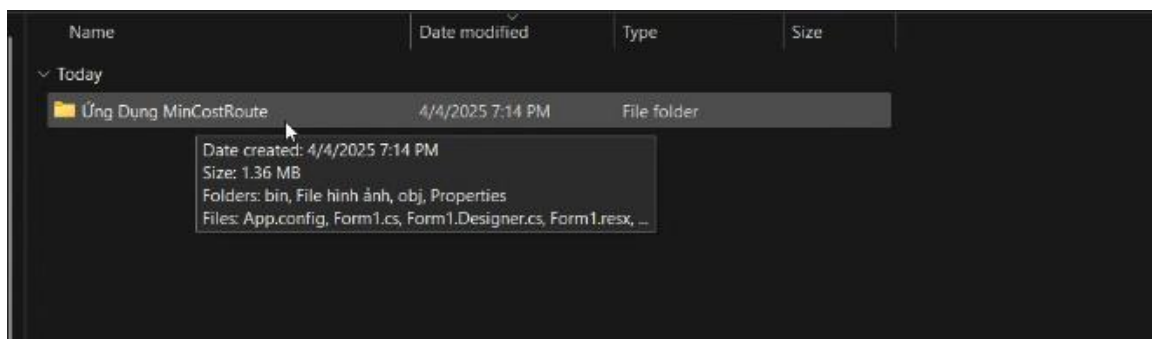 Name Date modified Type Size
Today
Ứng Dụng MinCostRoute 4/4/2025 7:14 PM File folder
Date created: 4/4/2025 7:14 PM
Size: 1.36 MB
Folders: bin, File hình ảnh, obj, Properties
Files: App.config, Form1.cs, Form1.Designer.cs, Form1.resx, ...